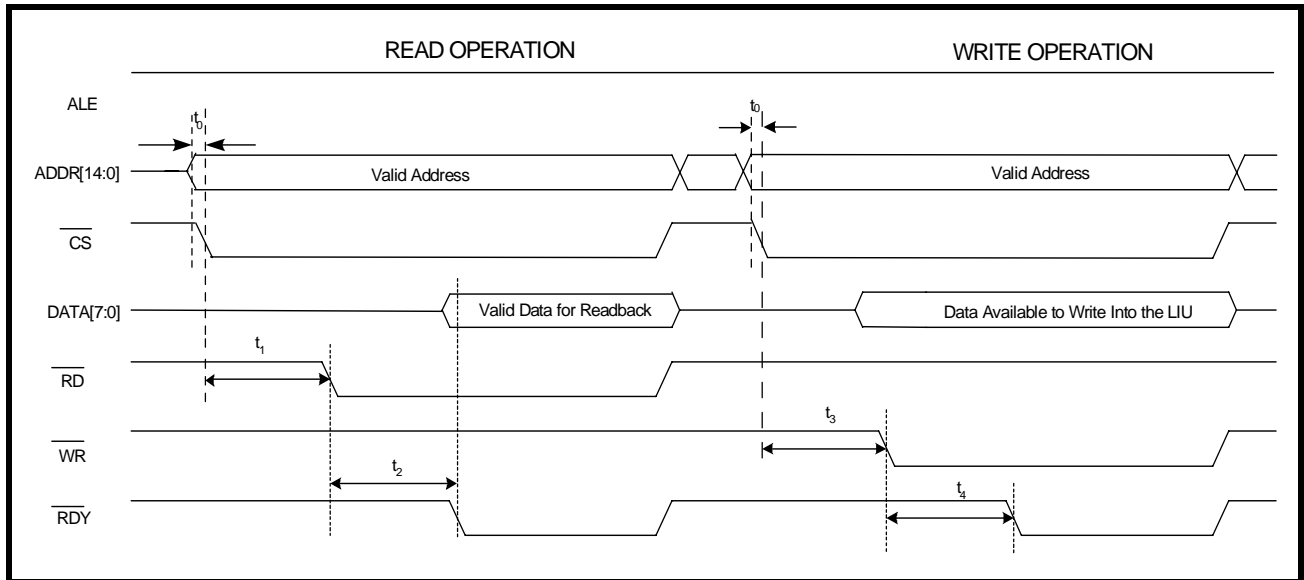 READ OPERATION
WRITE OPERATION
ALE
t0
t0
ADDR[14:0]
Valid Address
Valid Address
CS
DATA[7:0]
Valid Data for Readback
Data Available to Write Into the LIU
t1
RD
t3
WR
t2
t4
RDY